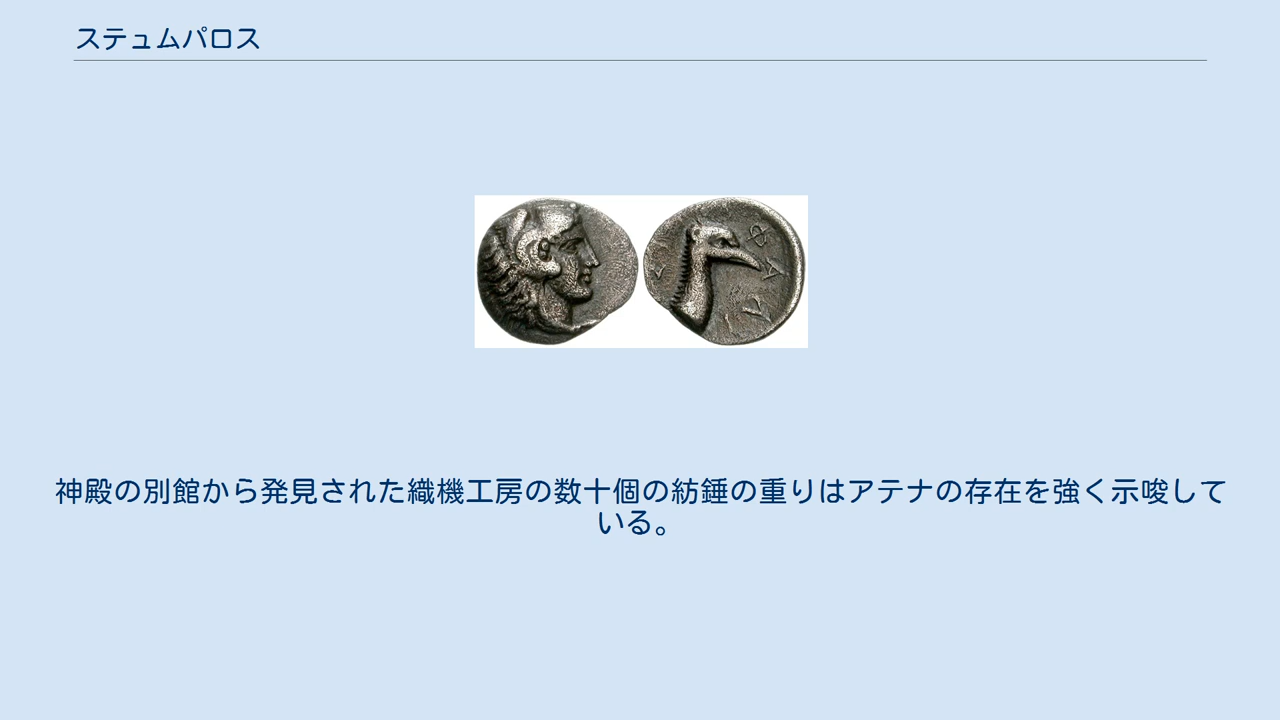 ステュムパロス
神殿の別館から発見された織機工房の数十個の紡錘の重りはアテナの存在を強く示唆して
いる。